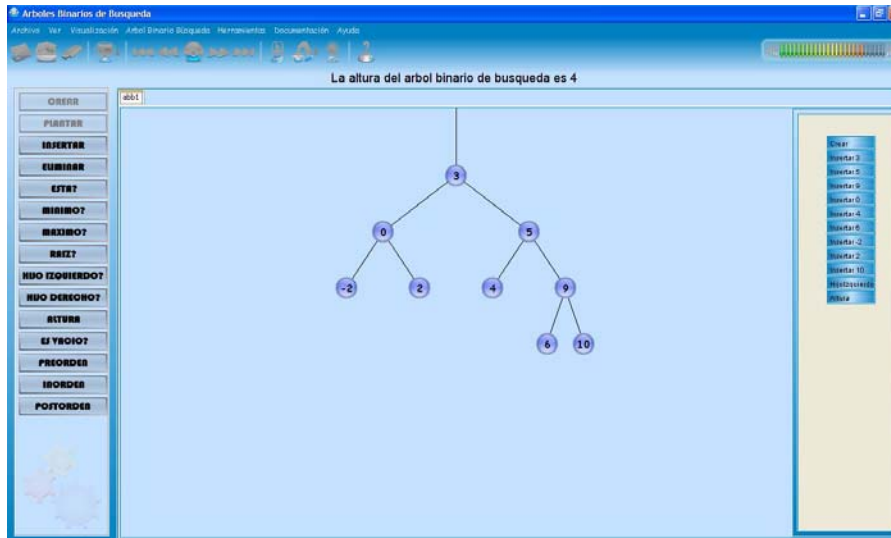 Arboles Binarios de Busqueda
Archivo Ver Visualización Arbol Binario Búsqueda Herramientas Documentación Ayuda
La altura del arbol binario de busqueda es 4
abb1
CREAR
PLANTAR
INSERTAR
ELIMINAR
ESTA?
MINIMO?
MAXIMO?
RAIZ?
HIJO IZQUIERDO?
HIJO DERECHO?
ALTURA
ES VACIO?
PREORDEN
INORDEN
POSTORDEN
3
0 5
-2 2 4 9
6 10
Crear
Insertar 3
Insertar 5
Insertar 9
Insertar 0
Insertar 4
Insertar 6
Insertar -2
Insertar 2
Insertar 10
HijoIzquierdo
Altura